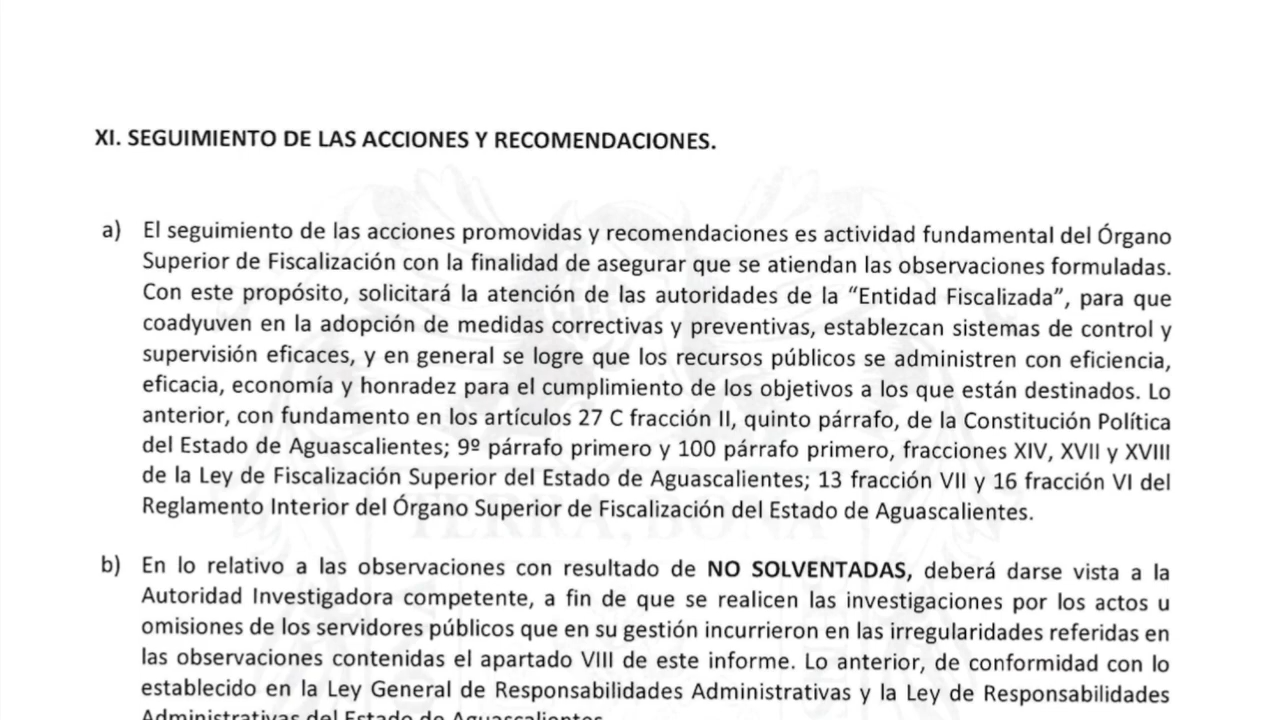 XI. SEGUIMIENTO DE LAS ACCIONES Y RECOMENDACIONES.
a) El seguimiento de las acciones promovidas y recomendaciones es actividad fundamental del Órgano
Superior de Fiscalización con la finalidad de asegurar que se atiendan las observaciones formuladas.
Con este propósito, solicitará la atención de las autoridades de la “Entidad Fiscalizada”, para que
coadyuven en la adopción de medidas correctivas y preventivas, establezcan sistemas de control y
supervisión eficaces, y en general se logre que los recursos públicos se administren con eficiencia,
eficacia, economía y honradez para el cumplimiento de los objetivos a los que están destinados. Lo
anterior, con fundamento en los artículos 27 C fracción II, quinto párrafo, de la Constitución Política
del Estado de Aguascalientes; 9º párrafo primero y 100 párrafo primero, fracciones XIV, XVII y XVIII
de la Ley de Fiscalización Superior del Estado de Aguascalientes; 13 fracción VII y 16 fracción VI del
Reglamento Interior del Órgano Superior de Fiscalización del Estado de Aguascalientes.
TERRA, BONA
b) En lo relativo a las observaciones con resultado de NO SOLVENTADAS, deberá darse vista a la
Autoridad Investigadora competente, a fin de que se realicen las investigaciones por los actos u
omisiones de los servidores públicos que en su gestión incurrieron en las irregularidades referidas en
las observaciones contenidas el apartado VIII de este informe. Lo anterior, de conformidad con lo
establecido en la Ley General de Responsabilidades Administrativas y la Ley de Responsabilidades
Administrativas del Estado de Aguascalientes.